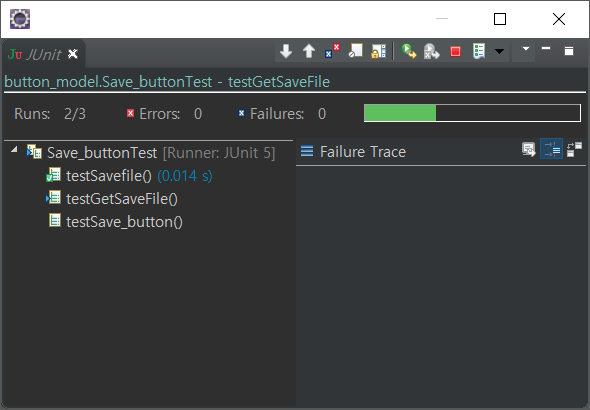 JUnit
button_model.Save_buttonTest - testGetSaveFile
Runs: 2/3 Errors: 0 Failures: 0
Save_buttonTest [Runner: JUnit 5]
testSavefile() (0.014 s)
testGetSaveFile()
testSave_button()
Failure Trace